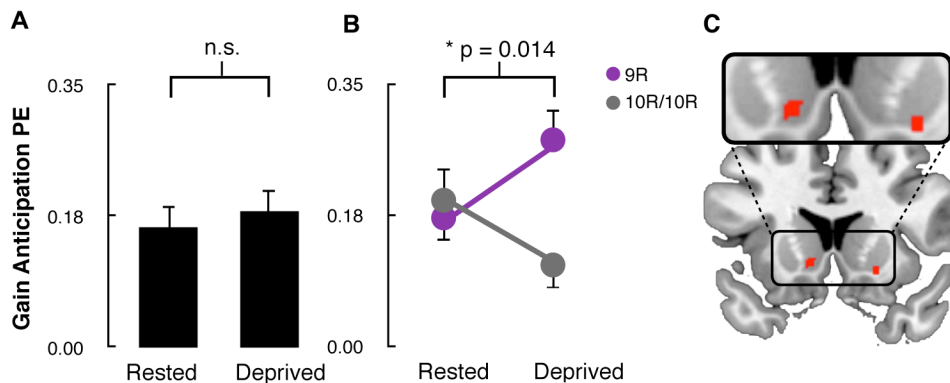 A
B
C
n.s.
* p = 0.014
9R
10R/10R
Gain Anticipation PE
0.35
0.18
0.00
Rested
Deprived
0.35
0.18
0.00
Rested
Deprived